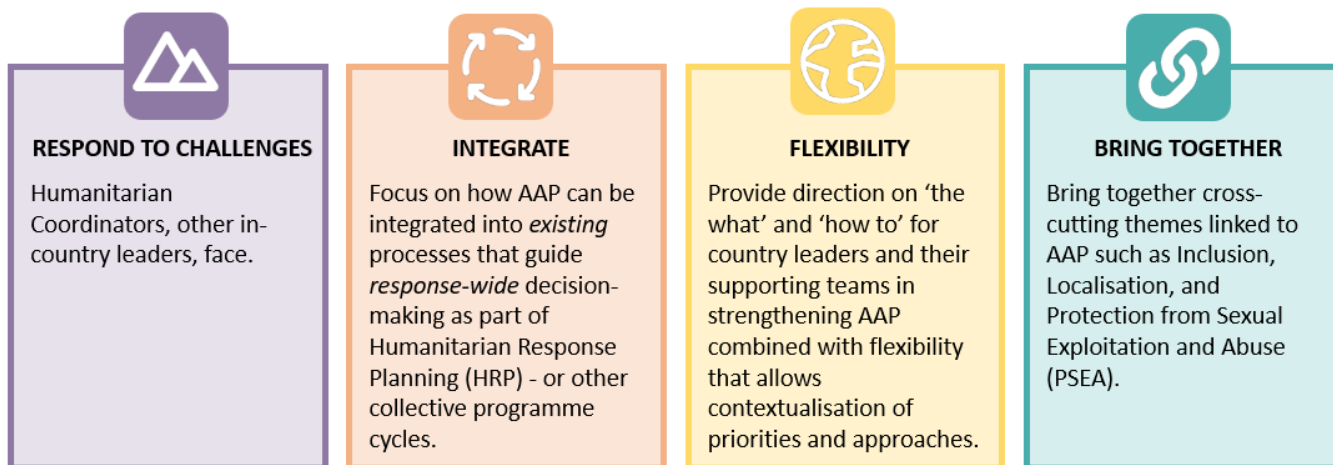 RESPOND TO CHALLENGES
Humanitarian
Coordinators, other in-
country leaders, face.
INTEGRATE
Focus on how AAP can be
integrated into existing
processes that guide
response-wide decision-
making as part of
Humanitarian Response
Planning (HRP) - or other
collective programme
cycles.
FLEXIBILITY
Provide direction on ‘the
what’ and ‘how to’ for
country leaders and their
supporting teams in
strengthening AAP
combined with flexibility
that allows
contextualisation of
priorities and approaches.
BRING TOGETHER
Bring together cross-
cutting themes linked to
AAP such as Inclusion,
Localisation, and
Protection from Sexual
Exploitation and Abuse
(PSEA).